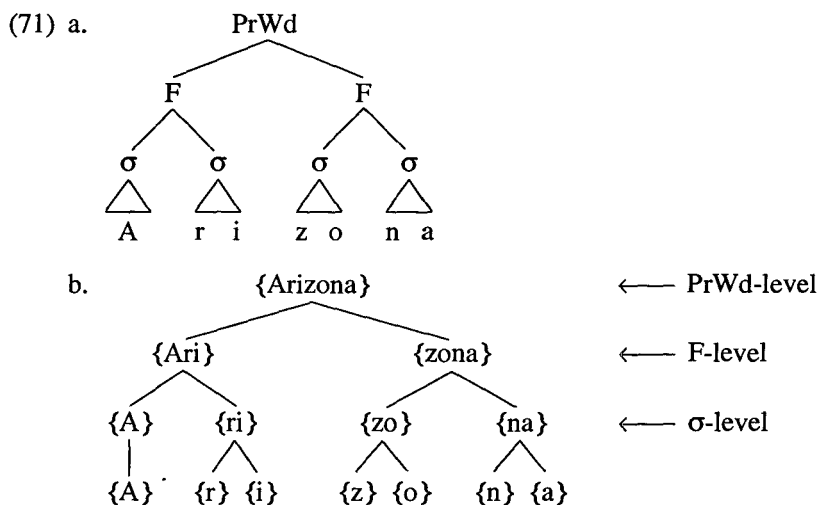 (71) a. PrWd
F F
σ σ σ σ
A r i z o n a
b. {Arizona} ← PrWd-level
{Ari} {zona} ← F-level
{A} {ri} {zo} {na} ← σ-level
{A} {r} {i} {z} {o} {n} {a}